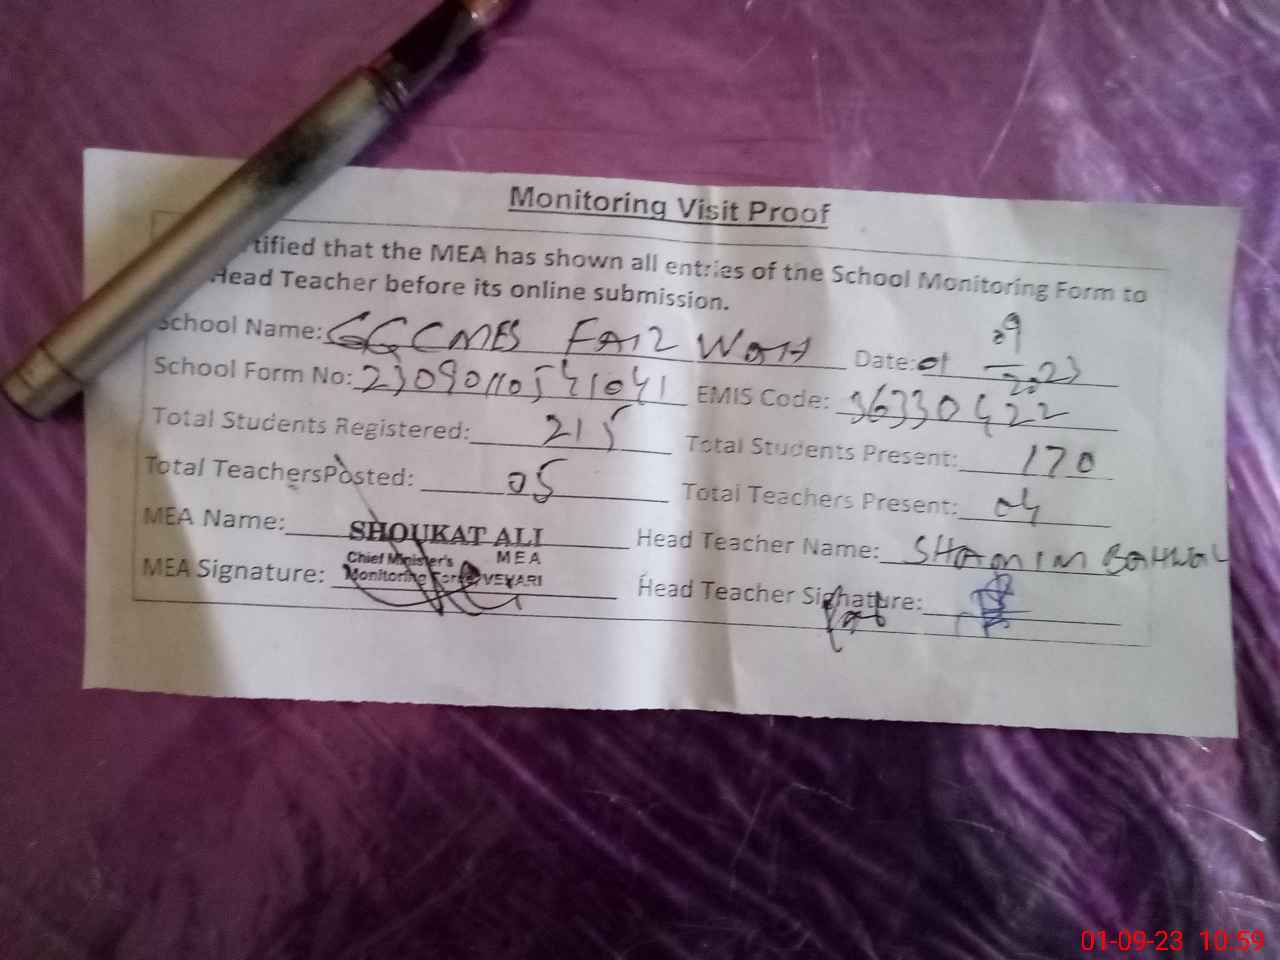 Monitoring Visit Proof
tified that the MEA has shown all entries of the School Monitoring Form to
Head Teacher before its online submission.
School Name: GGCMES FAIZ WAH Date: 01 09 2023
School Form No: 23090110541041 EMIS Code: 36330422
Total Students Registered: 215 Total Students Present: 170
Total TeachersPosted: 05 Total Teachers Present: 04
MEA Name: SHOUKAT ALI Head Teacher Name: SHAMIM
Chief Minister's MEA
MEA Signature: Monitoring Force, VEHARI Head Teacher Signature:
01-09-23 10:59